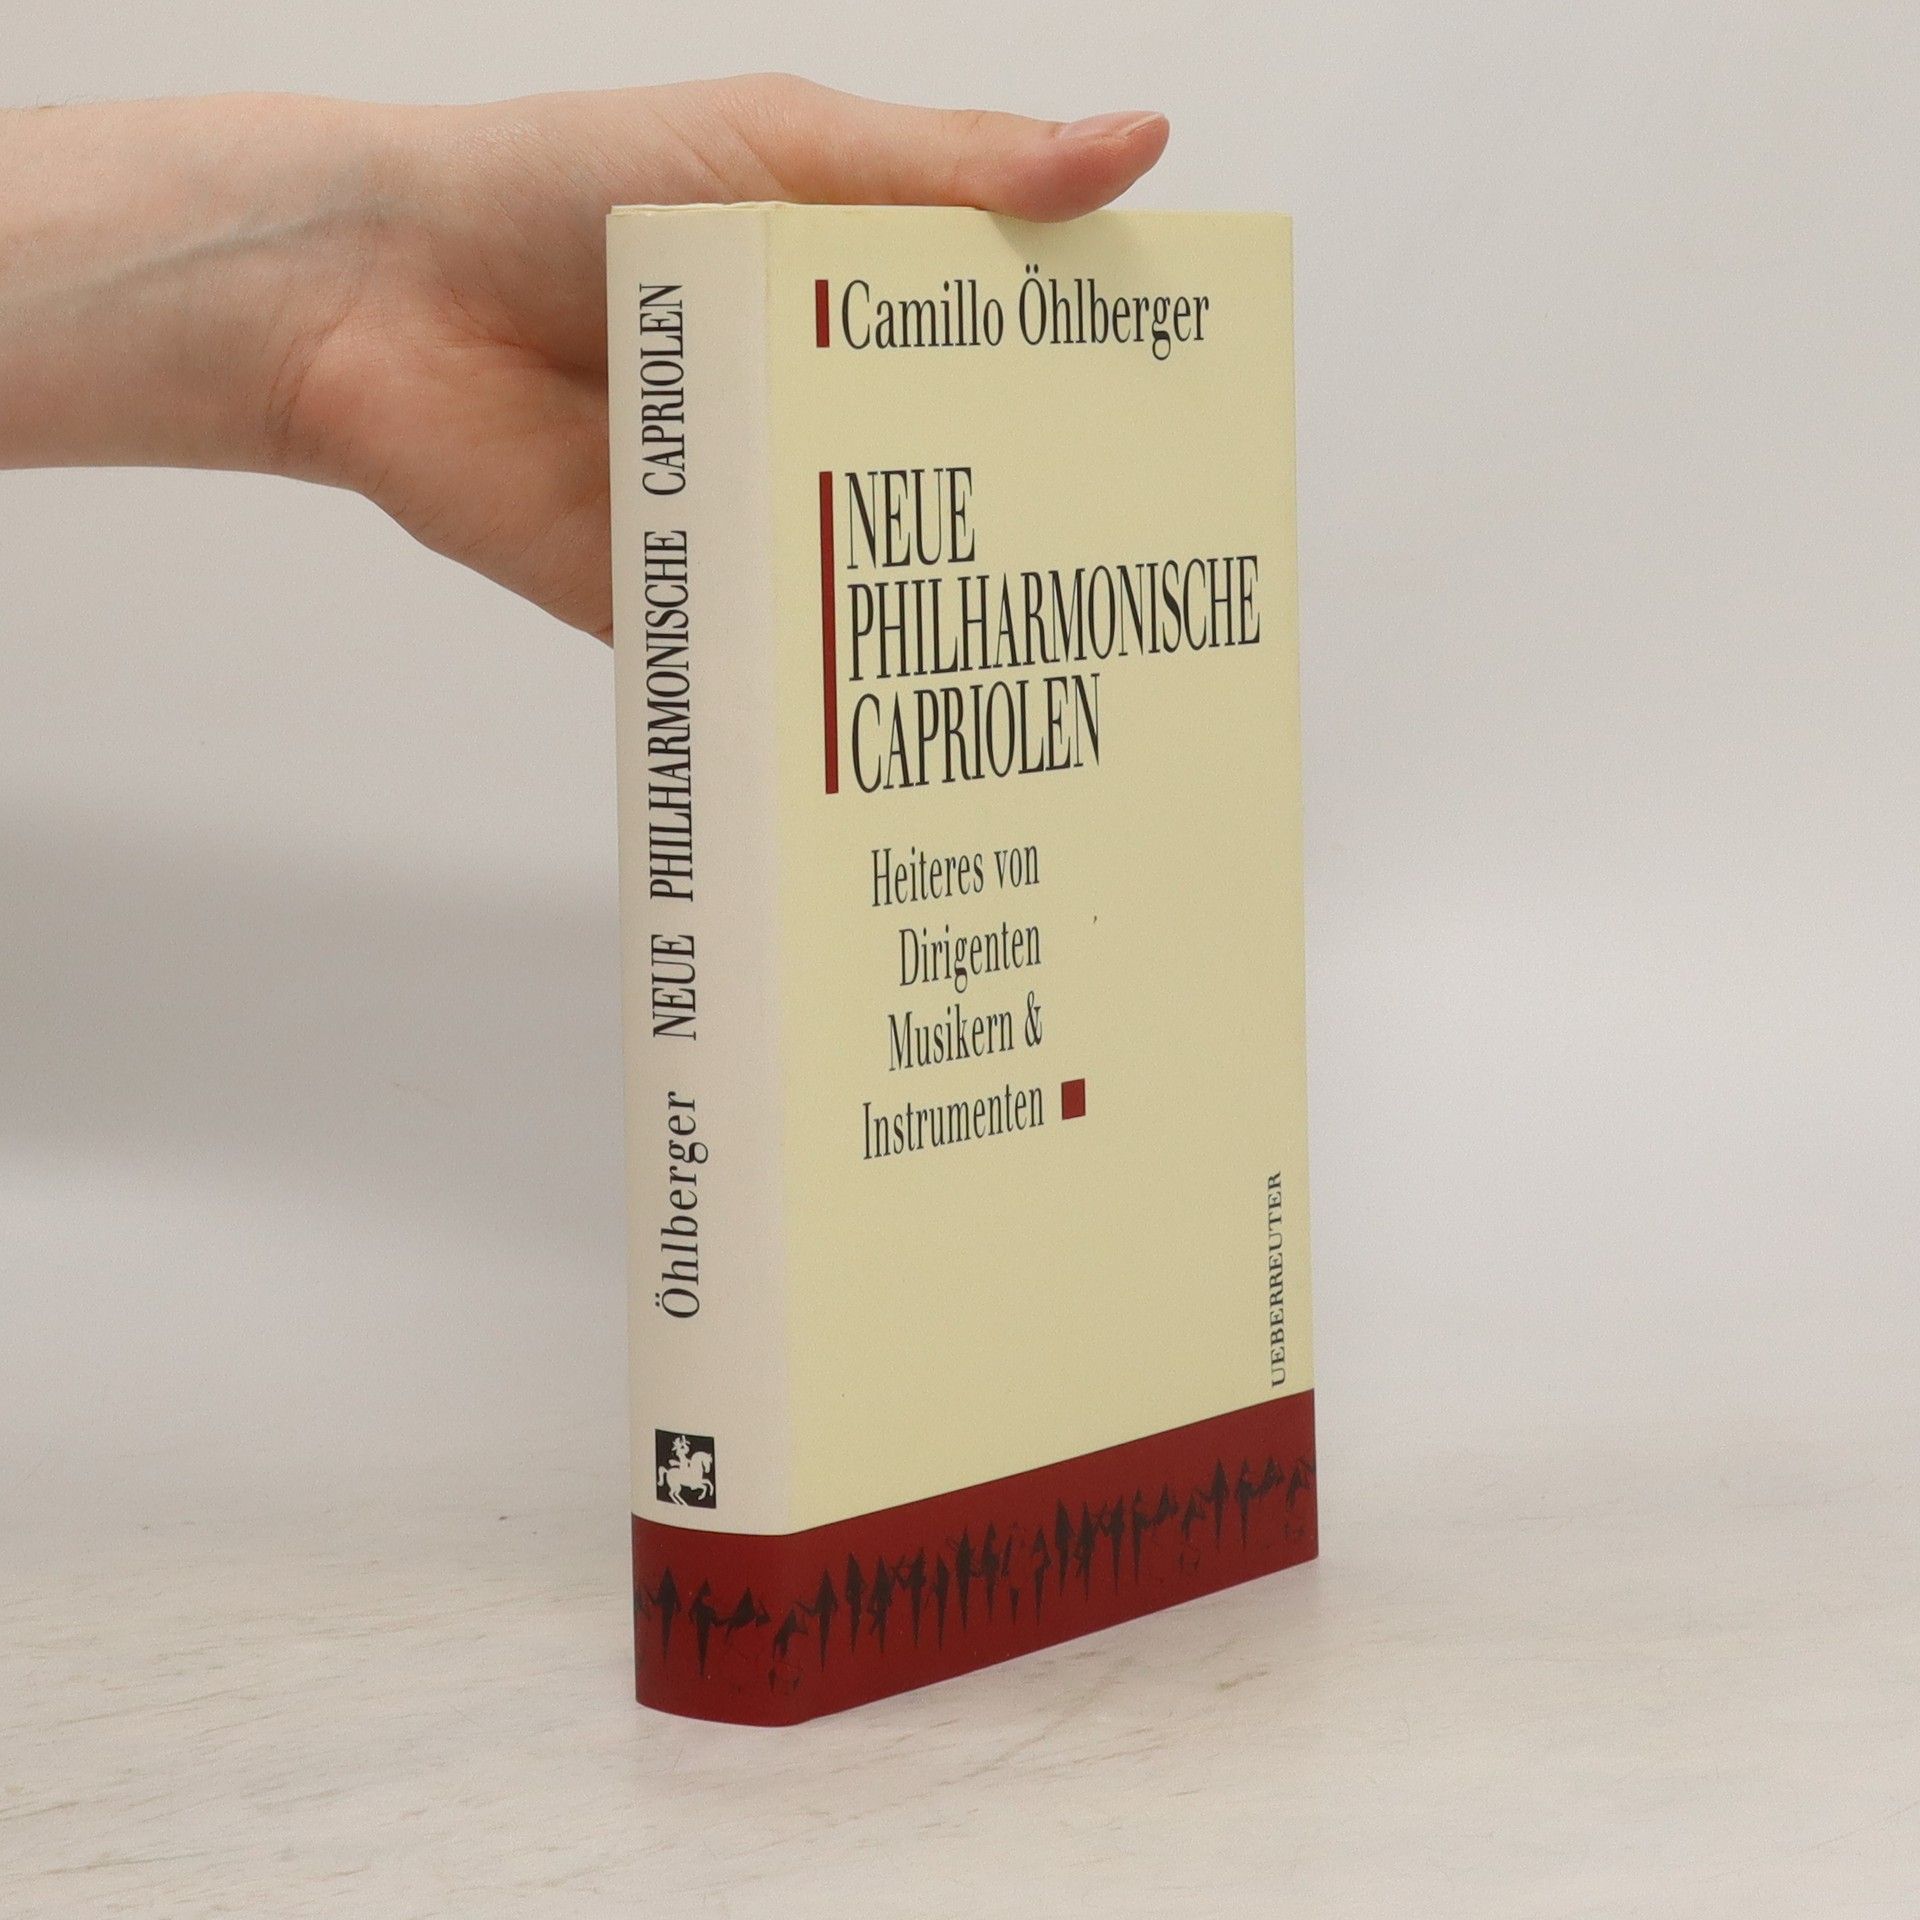 Öhlberger NEUE PHILHARMONISCHE CAPRIOLEN
Camillo Öhlberger
NEUE
PHILHARMONISCHE
CAPRIOLEN
Heiteres von
Dirigenten
Musikern &
Instrumenten
UEBERREUTER